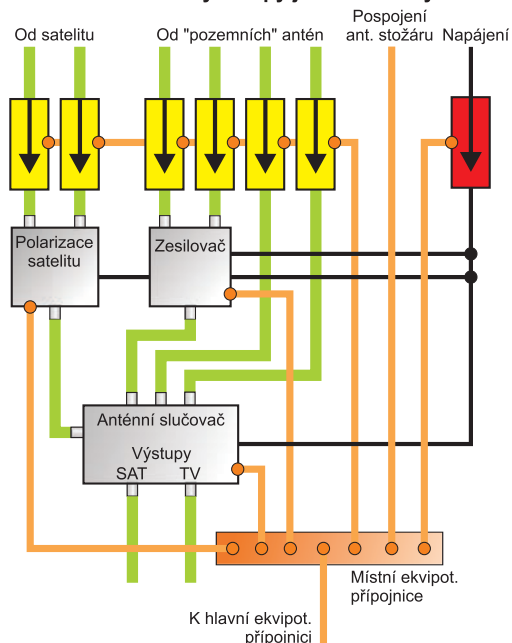 Pospojení
Od satelitu Od "pozemních" antén ant. stožáru Napájení
Polarizace
satelitu
Zesilovač
Anténní slučovač
Výstupy
SAT TV
Místní ekvipot.
přípojnice
K hlavní ekvipot.
přípojnici